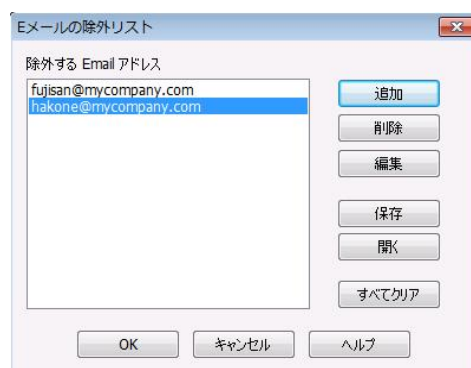 Eメールの除外リスト
除外する Email アドレス
fujisan@mycompany.com
hakone@mycompany.com
追加
削除
編集
保存
開く
すべてクリア
OK
キャンセル
ヘルプ